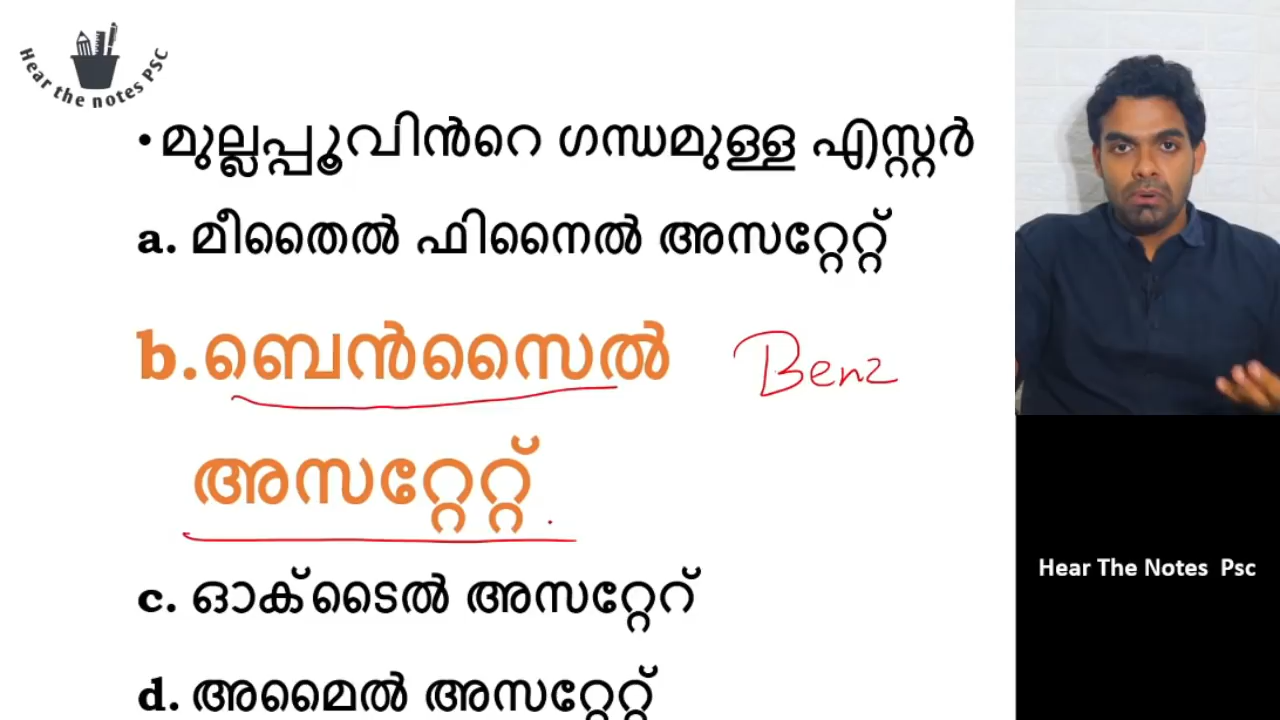 Hear the notes PSC
•മുല്ലപ്പൂവിൻറെ ഗന്ധമുള്ള എസ്റ്റർ
a. മീതൈൽ ഫിനൈൽ അസറ്റേറ്റ്
b.ബെൻസൈൽ Benz
അസറ്റേറ്റ്
c. ഓക്ടൈൽ അസറ്റേറ്
d. അമൈൽ അസറ്റേറ്റ്
Hear The Notes Psc